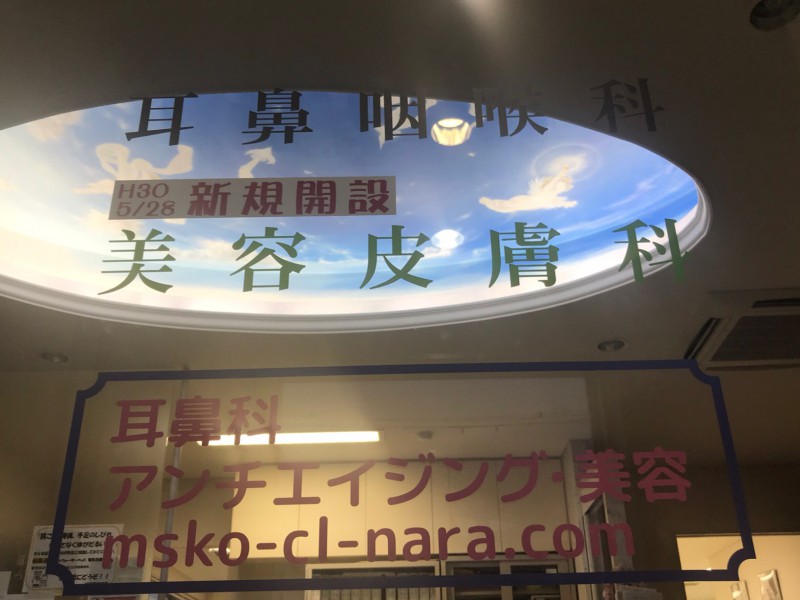 耳鼻咽喉科
H30
5/28 新規開設
美容皮膚科
耳鼻科
アンチエイジング・美容
msko-cl-nara.com